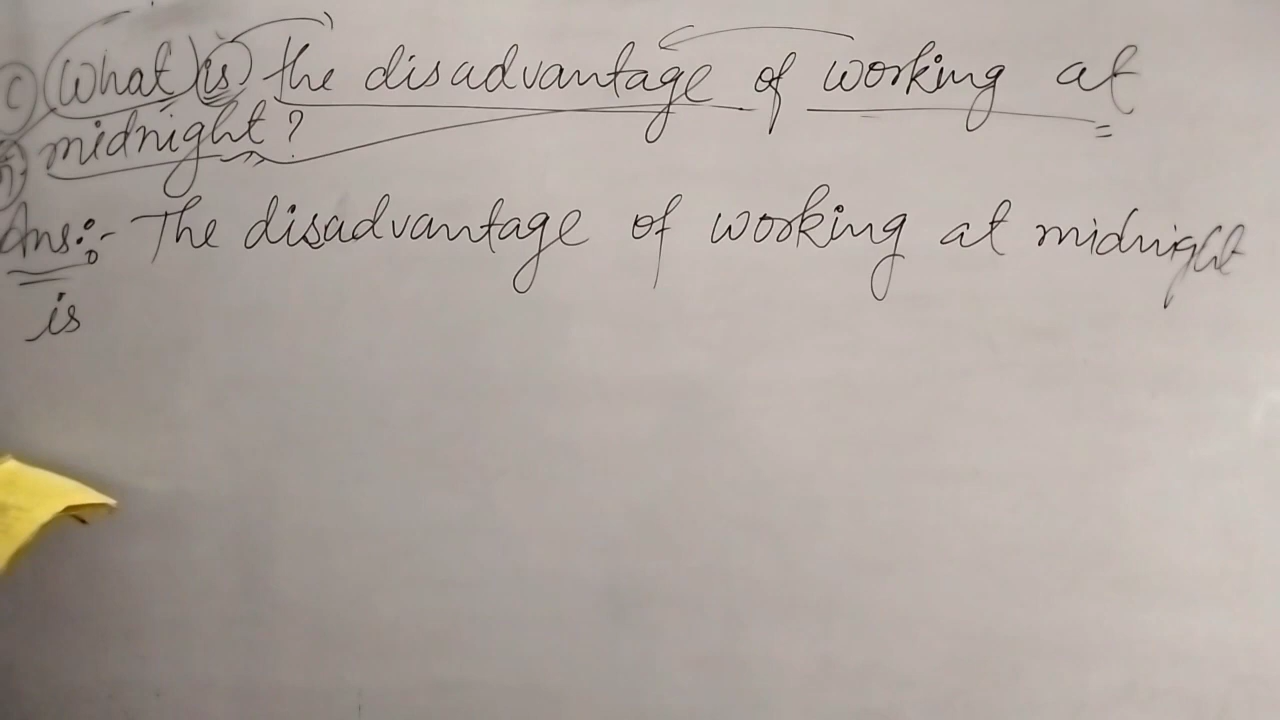 C What is the disadvantage of working at
midnight?
Ans:- The disadvantage of working at midnight
is